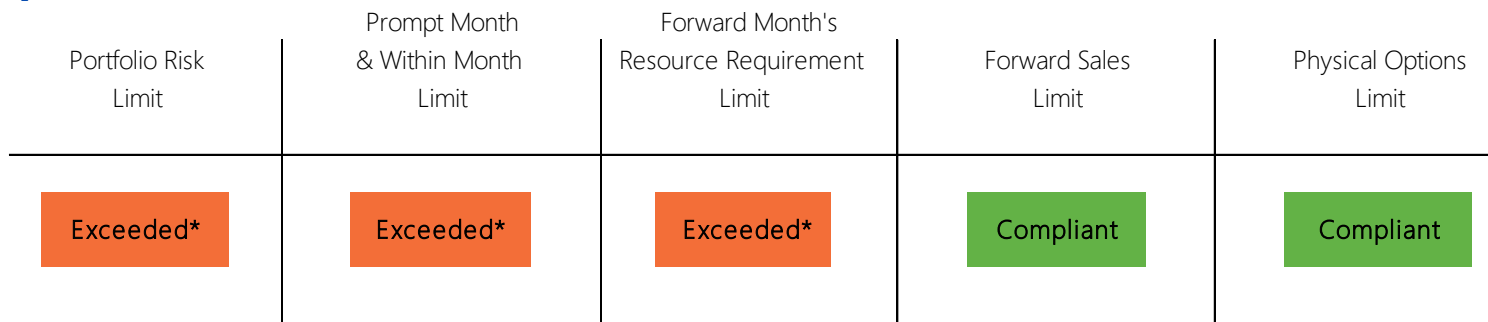 Portfolio Risk
Limit
Prompt Month
& Within Month
Limit
Forward Month's
Resource Requirement
Limit
Forward Sales
Limit
Physical Options
Limit
Exceeded*
Exceeded*
Exceeded*
Compliant
Compliant